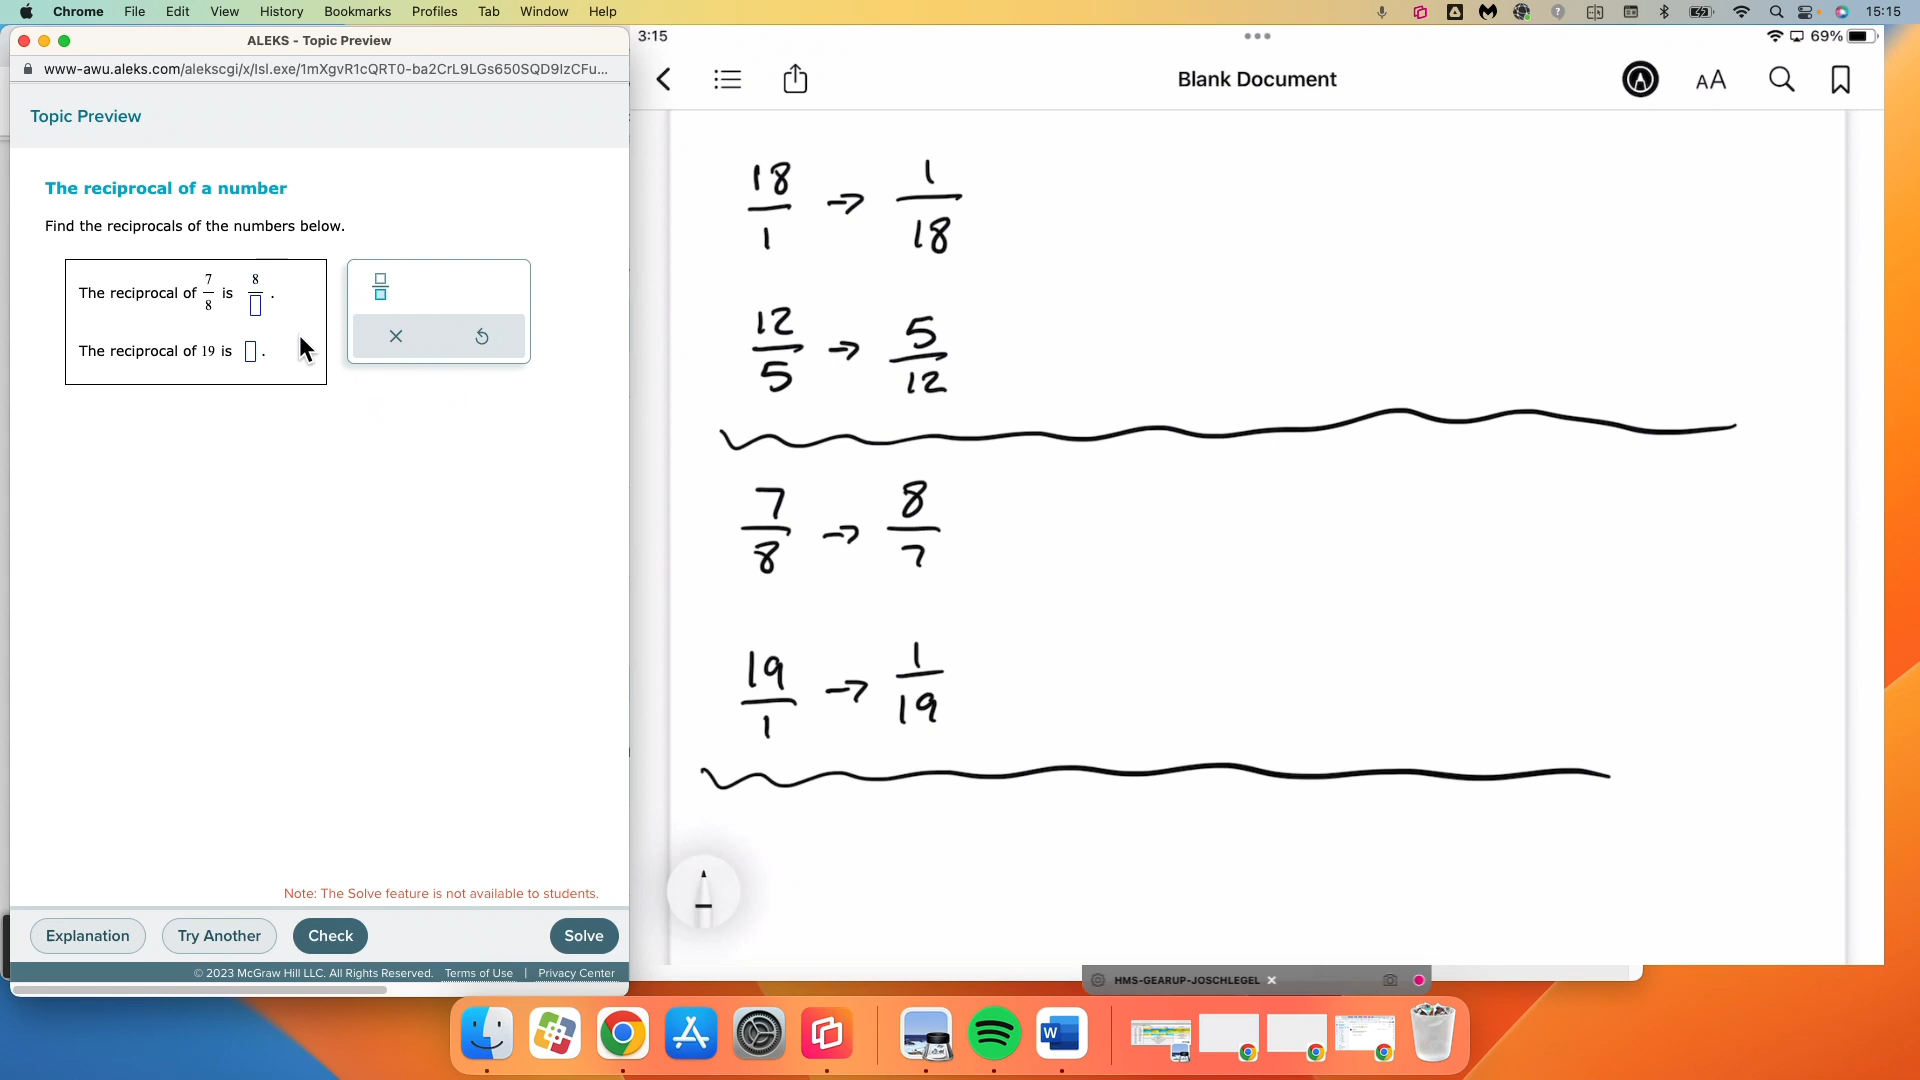 Chrome File Edit View History Bookmarks Profiles Tab Window Help 15:15
ALEKS - Topic Preview
www-awu.aleks.com/alekscgi/x/Isl.exe/1mXgvR1cQRT0-ba2CrL9LGs650SQD9IzCFu...
Topic Preview
The reciprocal of a number
Find the reciprocals of the numbers below.
The reciprocal of 7/8 is 8/□.
The reciprocal of 19 is □.
Note: The Solve feature is not available to students.
Explanation Try Another Check Solve
© 2023 McGraw Hill LLC. All Rights Reserved. Terms of Use | Privacy Center
3:15 69%
Blank Document
AA
18/1 → 1/18
12/5 → 5/12
7/8 → 8/7
19/1 → 1/19
HMS-GEARUP-JOSCHLEGEL
W